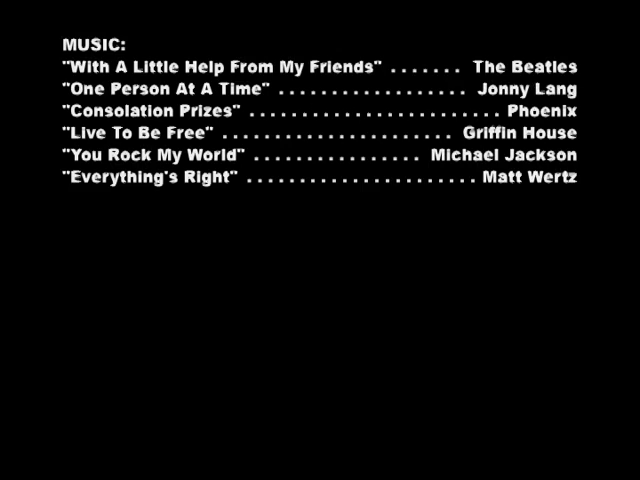 MUSIC:
"With A Little Help From My Friends" . . . . . . . The Beatles
"One Person At A Time" . . . . . . . . . . . . . . . . . . Jonny Lang
"Consolation Prizes" . . . . . . . . . . . . . . . . . . . . . . . . Phoenix
"Live To Be Free" . . . . . . . . . . . . . . . . . . . . . . Griffin House
"You Rock My World" . . . . . . . . . . . . . . . . Michael Jackson
"Everything's Right" . . . . . . . . . . . . . . . . . . . . . . Matt Wertz